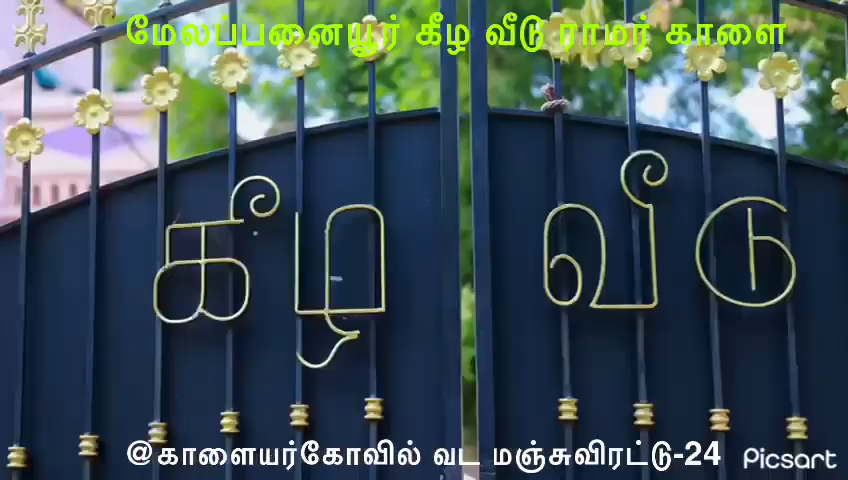 மேலப்பனையூர் கீழ வீடு ராமர் காளை
கீழ வீடு
@காளையர்கோவில் வட மஞ்சுவிரட்டு-24
Picsart